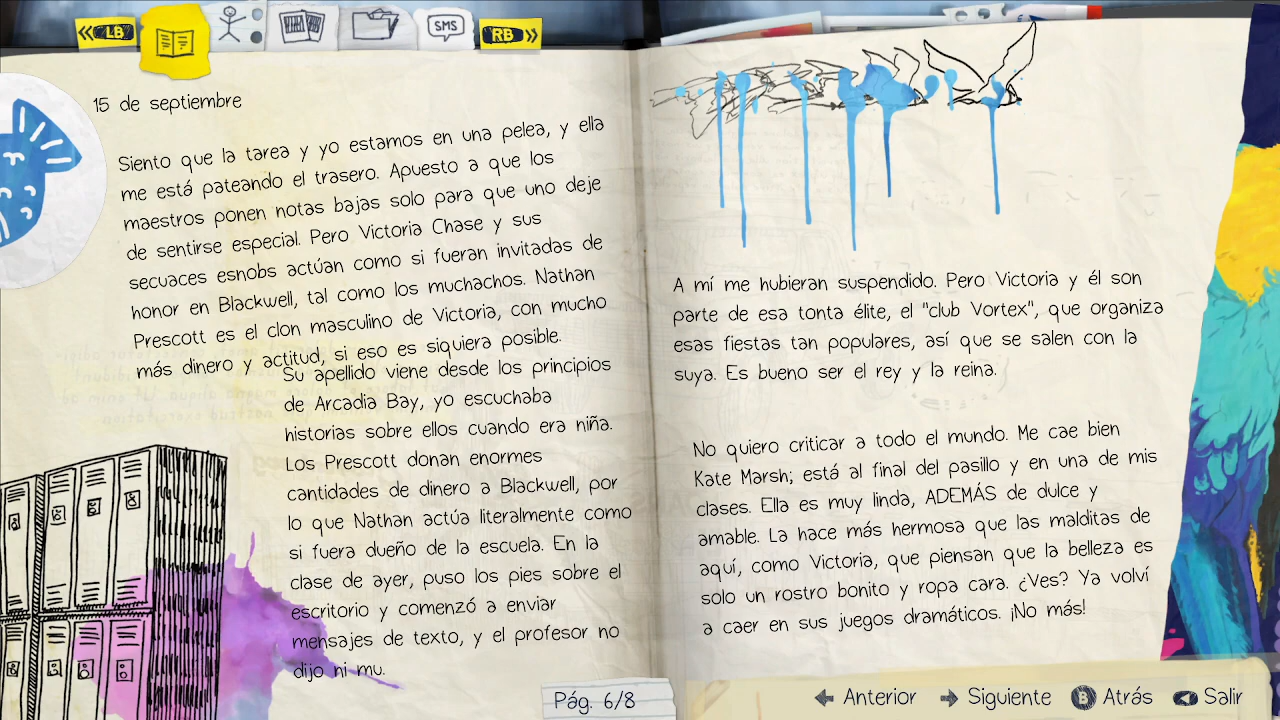 LB
SMS
RB
15 de septiembre
Siento que la tarea y yo estamos en una pelea, y ella
me está pateando el trasero. Apuesto a que los
maestros ponen notas bajas solo para que uno deje
de sentirse especial. Pero Victoria Chase y sus
secuaces esnobs actúan como si fueran invitadas de
honor en Blackwell, tal como los muchachos. Nathan
Prescott es el clon masculino de Victoria, con mucho
más dinero y actitud, si eso es siquiera posible.
Su apellido viene desde los principios
de Arcadia Bay, yo escuchaba
historias sobre ellos cuando era niña.
Los Prescott donan enormes
cantidades de dinero a Blackwell, por
lo que Nathan actúa literalmente como
si fuera dueño de la escuela. En la
clase de ayer, puso los pies sobre el
escritorio y comenzó a enviar
mensajes de texto, y el profesor no
dijo ni mu.
A mí me hubieran suspendido. Pero Victoria y él son
parte de esa tonta élite, el "club Vortex", que organiza
esas fiestas tan populares, así que se salen con la
suya. Es bueno ser el rey y la reina.
No quiero criticar a todo el mundo. Me cae bien
Kate Marsh; está al final del pasillo y en una de mis
clases. Ella es muy linda, ADEMÁS de dulce y
amable. La hace más hermosa que las malditas de
aquí, como Victoria, que piensan que la belleza es
solo un rostro bonito y ropa cara. ¿Ves? Ya volví
a caer en sus juegos dramáticos. ¡No más!
Pág. 6/8
Anterior
Siguiente
B Atrás
Salir